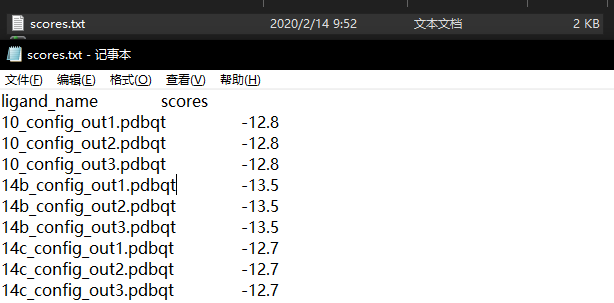 scores.txt 2020/2/14 9:52 文本文档 2 KB
scores.txt - 记事本
文件(F) 编辑(E) 格式(O) 查看(V) 帮助(H)
ligand_name scores
10_config_out1.pdbqt -12.8
10_config_out2.pdbqt -12.8
10_config_out3.pdbqt -12.8
14b_config_out1.pdbqt -13.5
14b_config_out2.pdbqt -13.5
14b_config_out3.pdbqt -13.5
14c_config_out1.pdbqt -12.7
14c_config_out2.pdbqt -12.7
14c_config_out3.pdbqt -12.7